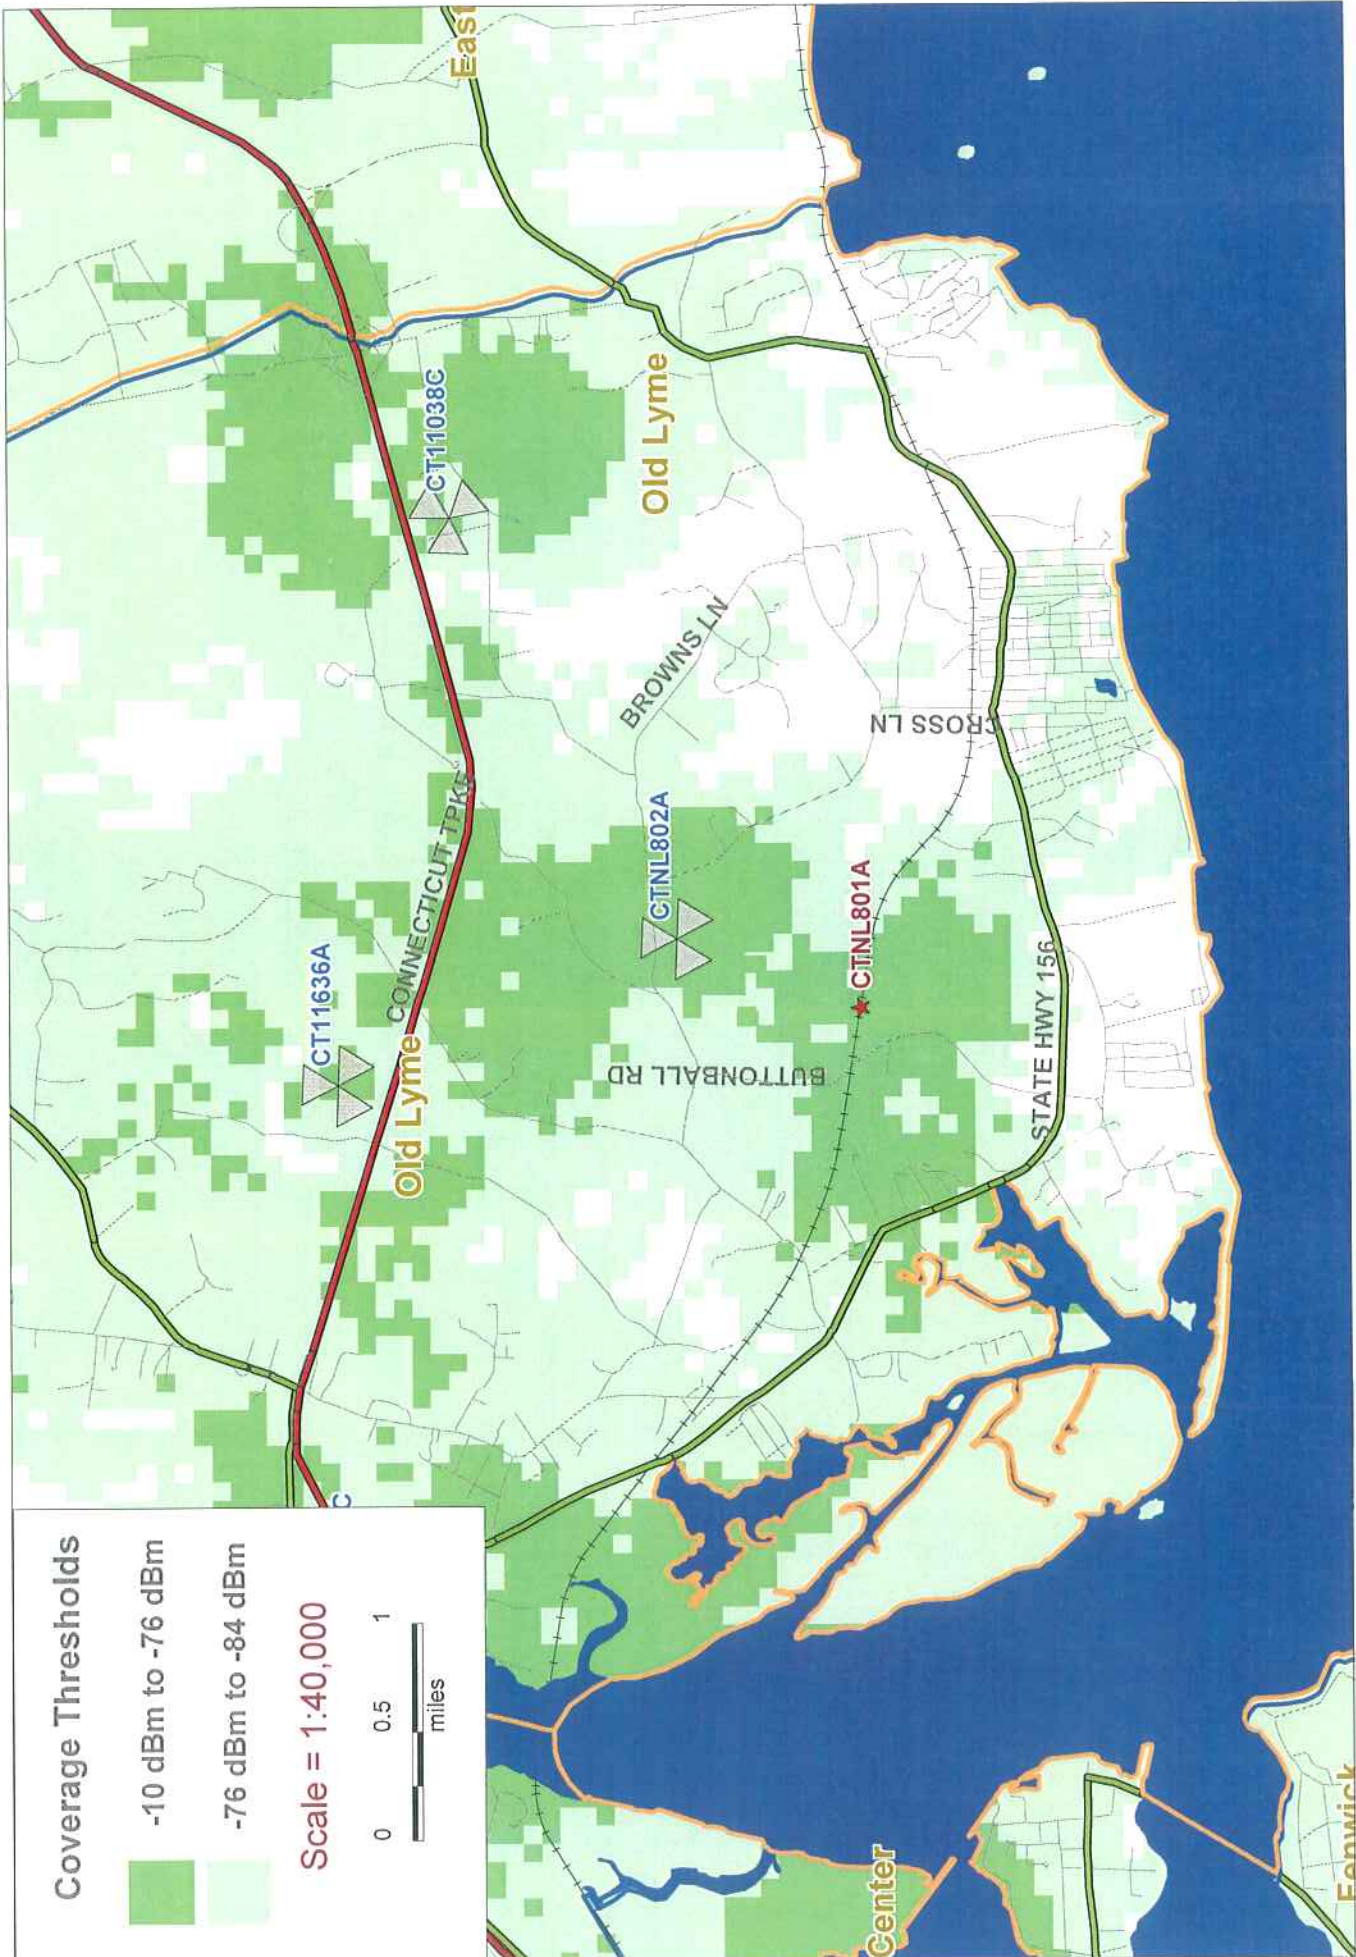 Coverage Thresholds
-10 dBm to -76 dBm
-76 dBm to -84 dBm
Scale = 1:40,000
0 0.5 1
miles
C
CT11636A
CONNECTICUT TPKE
Old Lyme
CT11038C
East
Old Lyme
BROWNS LN
CTNL802A
BUTTONBALL RD
CTNL801A
CROSS LN
STATE HWY 156
Center
Fenwick